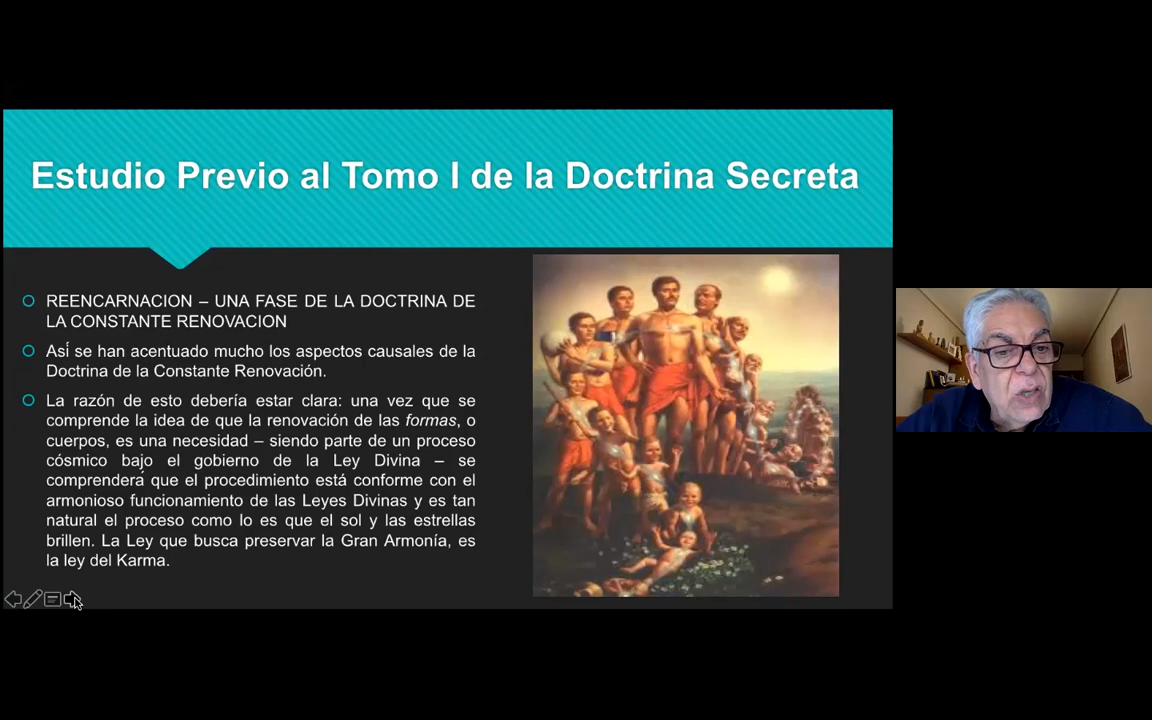 Estudio Previo al Tomo I de la Doctrina Secreta
REENCARNACION – UNA FASE DE LA DOCTRINA DE
LA CONSTANTE RENOVACION
Así se han acentuado mucho los aspectos causales de la
Doctrina de la Constante Renovación.
La razón de esto debería estar clara: una vez que se
comprende la idea de que la renovación de las formas, o
cuerpos, es una necesidad – siendo parte de un proceso
cósmico bajo el gobierno de la Ley Divina – se
comprenderá que el procedimiento está conforme con el
armonioso funcionamiento de las Leyes Divinas y es tan
natural el proceso como lo es que el sol y las estrellas
brillen. La Ley que busca preservar la Gran Armonía, es
la ley del Karma.